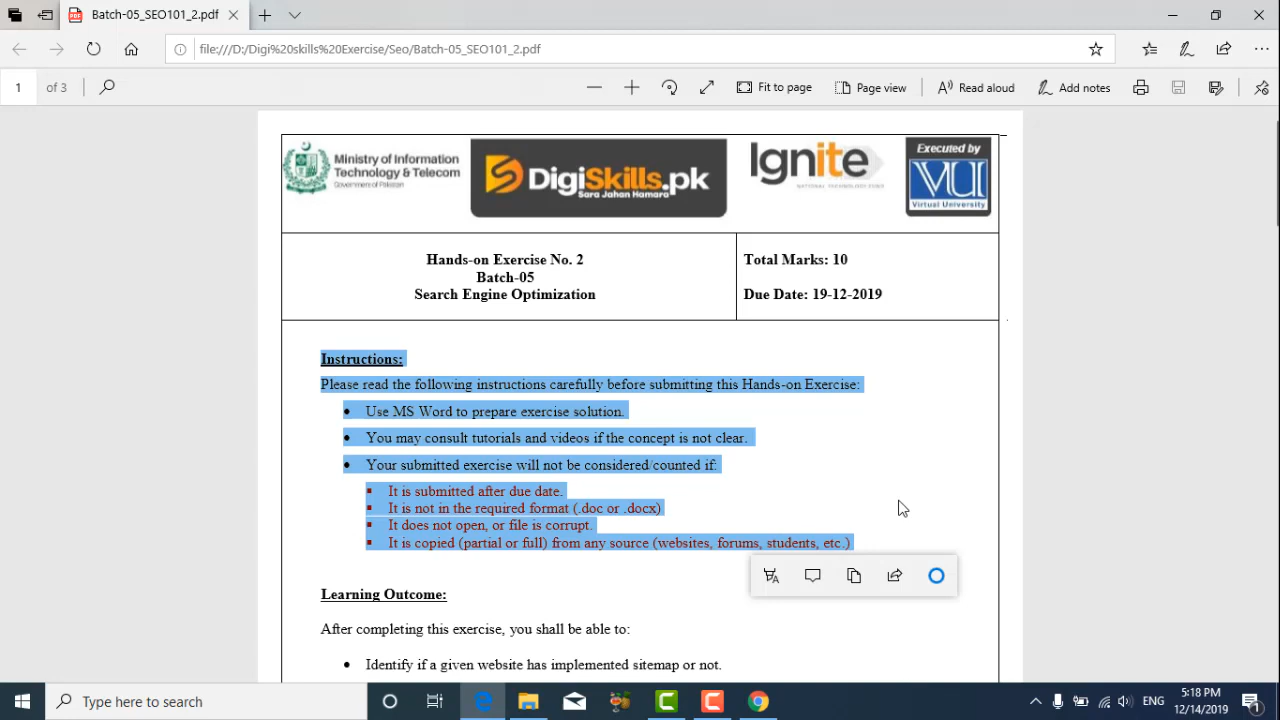 Batch-05_SEO101_2.pdf
file:///D:/Digi%20skills%20Exercise/Seo/Batch-05_SEO101_2.pdf
1 of 3
Fit to page
Page view
Read aloud
Add notes
Ministry of Information
Technology & Telecom
Government of Pakistan
DigiSkills.pk
Sara Jahan Hamara
Ignite
Executed by
VU
Virtual University
Hands-on Exercise No. 2
Batch-05
Search Engine Optimization
Total Marks: 10
Due Date: 19-12-2019
Instructions:
Please read the following instructions carefully before submitting this Hands-on Exercise:
• Use MS Word to prepare exercise solution.
• You may consult tutorials and videos if the concept is not clear.
• Your submitted exercise will not be considered/counted if:
▪ It is submitted after due date.
▪ It is not in the required format (.doc or .docx)
▪ It does not open, or file is corrupt.
▪ It is copied (partial or full) from any source (websites, forums, students, etc.)
Learning Outcome:
After completing this exercise, you shall be able to:
• Identify if a given website has implemented sitemap or not.
Type here to search
ENG
5:18 PM
12/14/2019